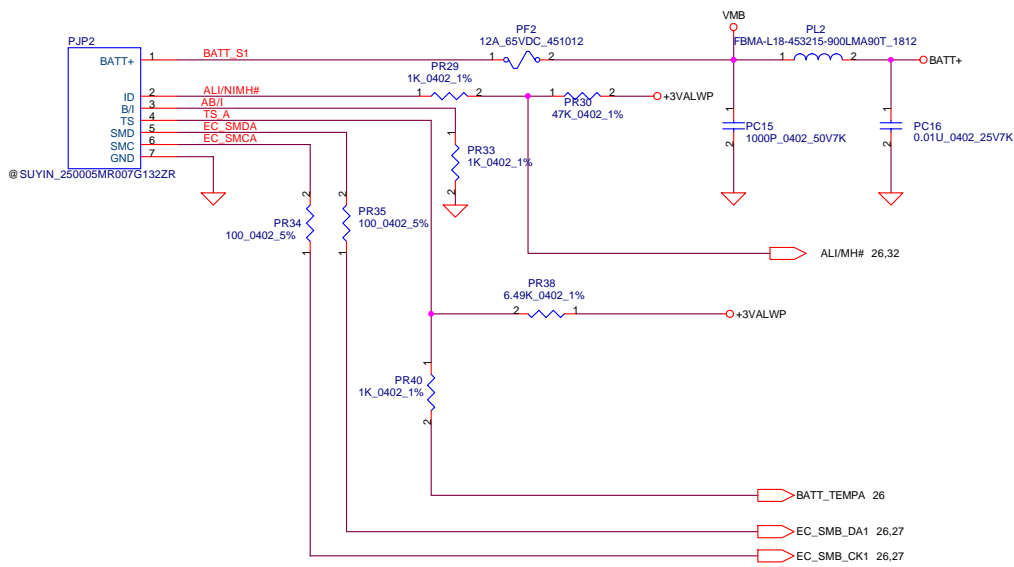 VMB
PJP2
PF2
12A_65VDC_451012
PL2
FBMA-L18-453215-900LMA90T_1812
BATT+ 1 BATT_S1
1 2
1 2
BATT+
PR29
1K_0402_1%
ID 2 ALI/NIMH#
1 2
1 2
+3VALWP
PR30
47K_0402_1%
B/I 3 AB/I
TS 4 TS_A
SMD 5 EC_SMDA
SMC 6 EC_SMCA
GND 7
@SUYIN_250005MR007G132ZR
1
PR33
1K_0402_1%
2
1
PC15
1000P_0402_50V7K
2
1
PC16
0.01U_0402_25V7K
2
2
PR34
100_0402_5%
1
2
PR35
100_0402_5%
1
ALI/MH# 26,32
PR38
6.49K_0402_1%
2 1
+3VALWP
1
PR40
1K_0402_1%
2
BATT_TEMPA 26
EC_SMB_DA1 26,27
EC_SMB_CK1 26,27